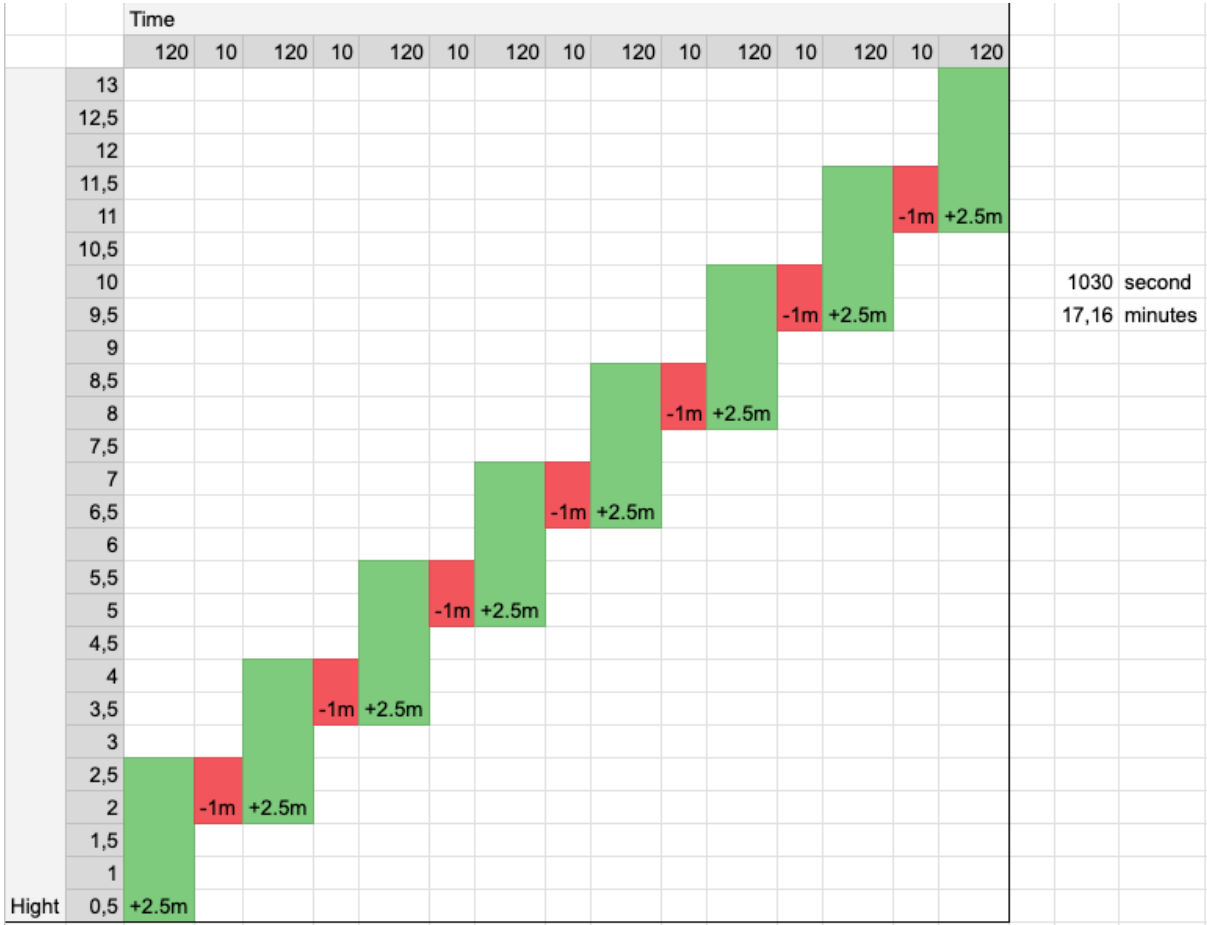 Time
120 10 120 10 120 10 120 10 120 10 120 10 120 10 120
13
12,5
12
11,5
11 -1m +2.5m
10,5
10 1030 second
9,5 -1m +2.5m 17,16 minutes
9
8,5
8 -1m +2.5m
7,5
7
6,5 -1m +2.5m
6
5,5
5 -1m +2.5m
4,5
4
3,5 -1m +2.5m
3
2,5
2 -1m +2.5m
1,5
1
Hight 0,5 +2.5m